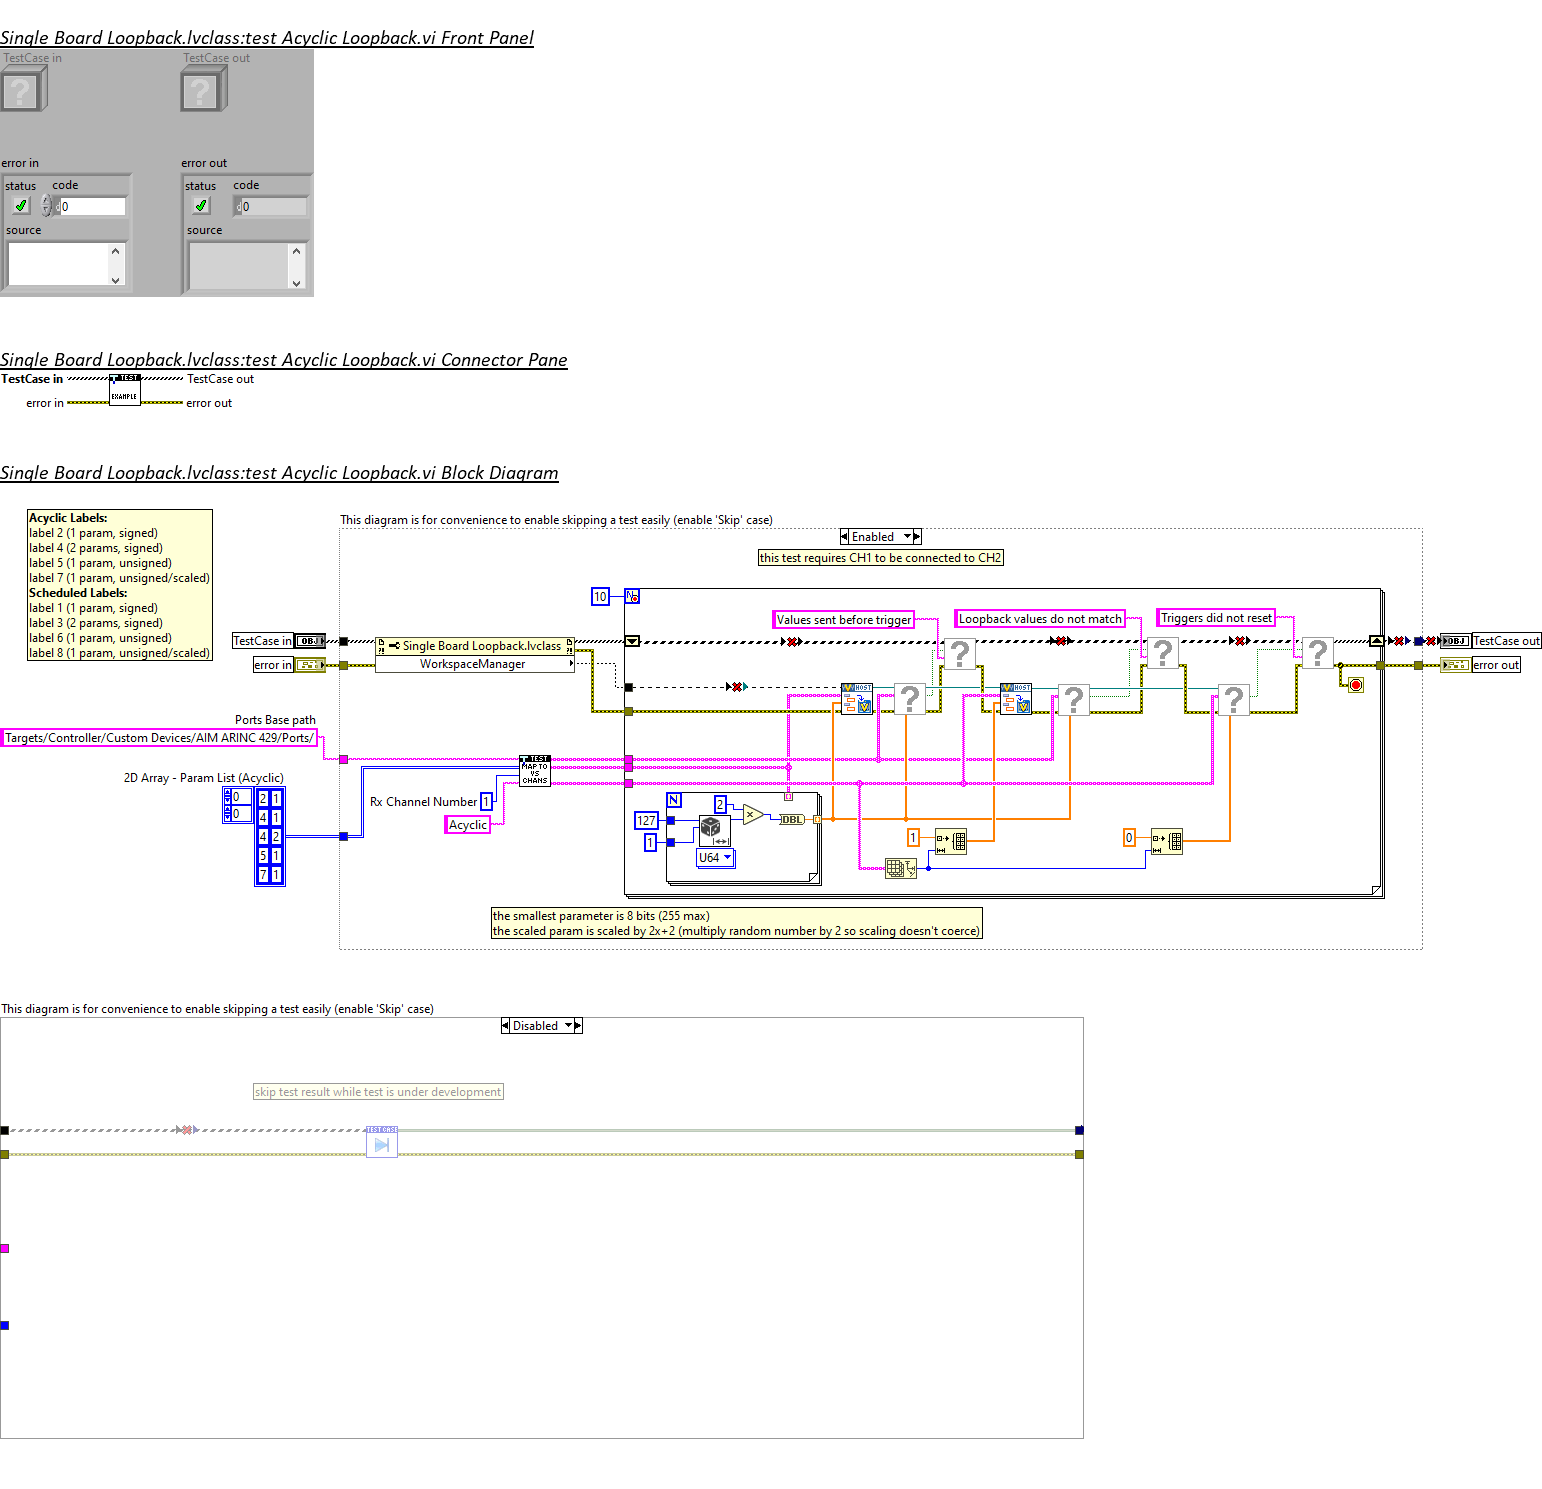 Single Board Loopback.lvclass:test Acyclic Loopback.vi Front Panel
TestCase in
TestCase out
?
?
error in
error out
status
code
status
code
0
0
source
source
Single Board Loopback.lvclass:test Acyclic Loopback.vi Connector Pane
TestCase in
TEST
TestCase out
error in
EXAMPLE
error out
Single Board Loopback.lvclass:test Acyclic Loopback.vi Block Diagram
Acyclic Labels:
label 2 (1 param, signed)
label 4 (2 params, signed)
label 5 (1 param, unsigned)
label 7 (1 param, unsigned/scaled)
Scheduled Labels:
label 1 (1 param, signed)
label 3 (2 params, signed)
label 6 (1 param, unsigned)
label 8 (1 param, unsigned/scaled)
This diagram is for convenience to enable skipping a test easily (enable 'Skip' case)
Enabled
this test requires CH1 to be connected to CH2
10
N
Values sent before trigger
Loopback values do not match
Triggers did not reset
TestCase in
OBJ
Single Board Loopback.lvclass
WorkspaceManager
OBJ
TestCase out
error in
error out
?
?
?
HOST
?
HOST
?
?
Ports Base path
Targets/Controller/Custom Devices/AIM ARINC 429/Ports/
TEST
MAP TO
VS
CHANS
2D Array - Param List (Acyclic)
0
0
2 1
4 1
4 2
5 1
7 1
Rx Channel Number
1
Acyclic
N
2
127
1
x
DBL
U64
1
0
the smallest parameter is 8 bits (255 max)
the scaled param is scaled by 2x+2 (multiply random number by 2 so scaling doesn't coerce)
This diagram is for convenience to enable skipping a test easily (enable 'Skip' case)
Disabled
skip test result while test is under development
TEST CASE